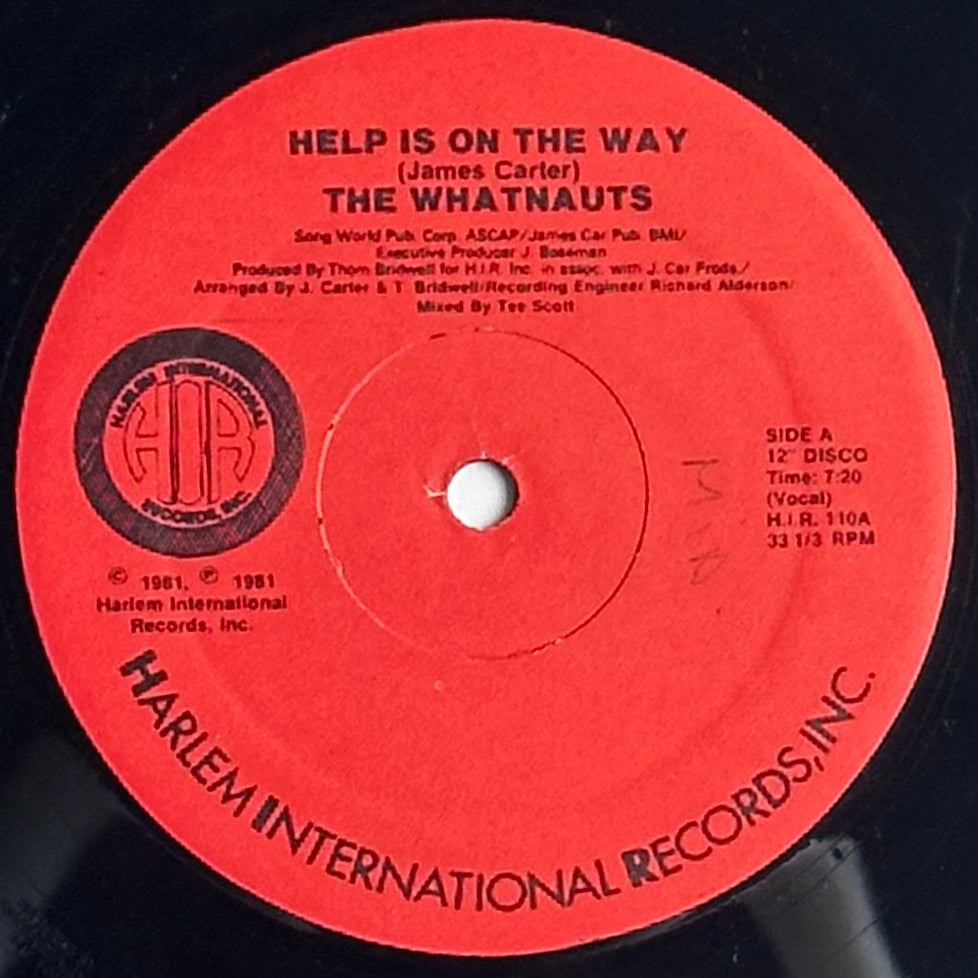 HELP IS ON THE WAY
(James Carter)
THE WHATNAUTS
Song World Pub. Corp. ASCAP/James Car Pub. BMI/
Executive Producer J. Boseman
Produced By Thom Bridwell for H.I.R. Inc. in assoc. with J. Car Prods./
Arranged By J. Carter & T. Bridwell/Recording Engineer Richard Alderson/
Mixed By Tee Scott
HARLEM INTERNATIONAL
HIR
RECORDS, INC.
© 1981, ℗ 1981
Harlem International
Records, Inc.
SIDE A
12" DISCO
Time: 7:20
(Vocal)
H.I.R. 110A
33 1/3 RPM
HARLEM INTERNATIONAL RECORDS, INC.